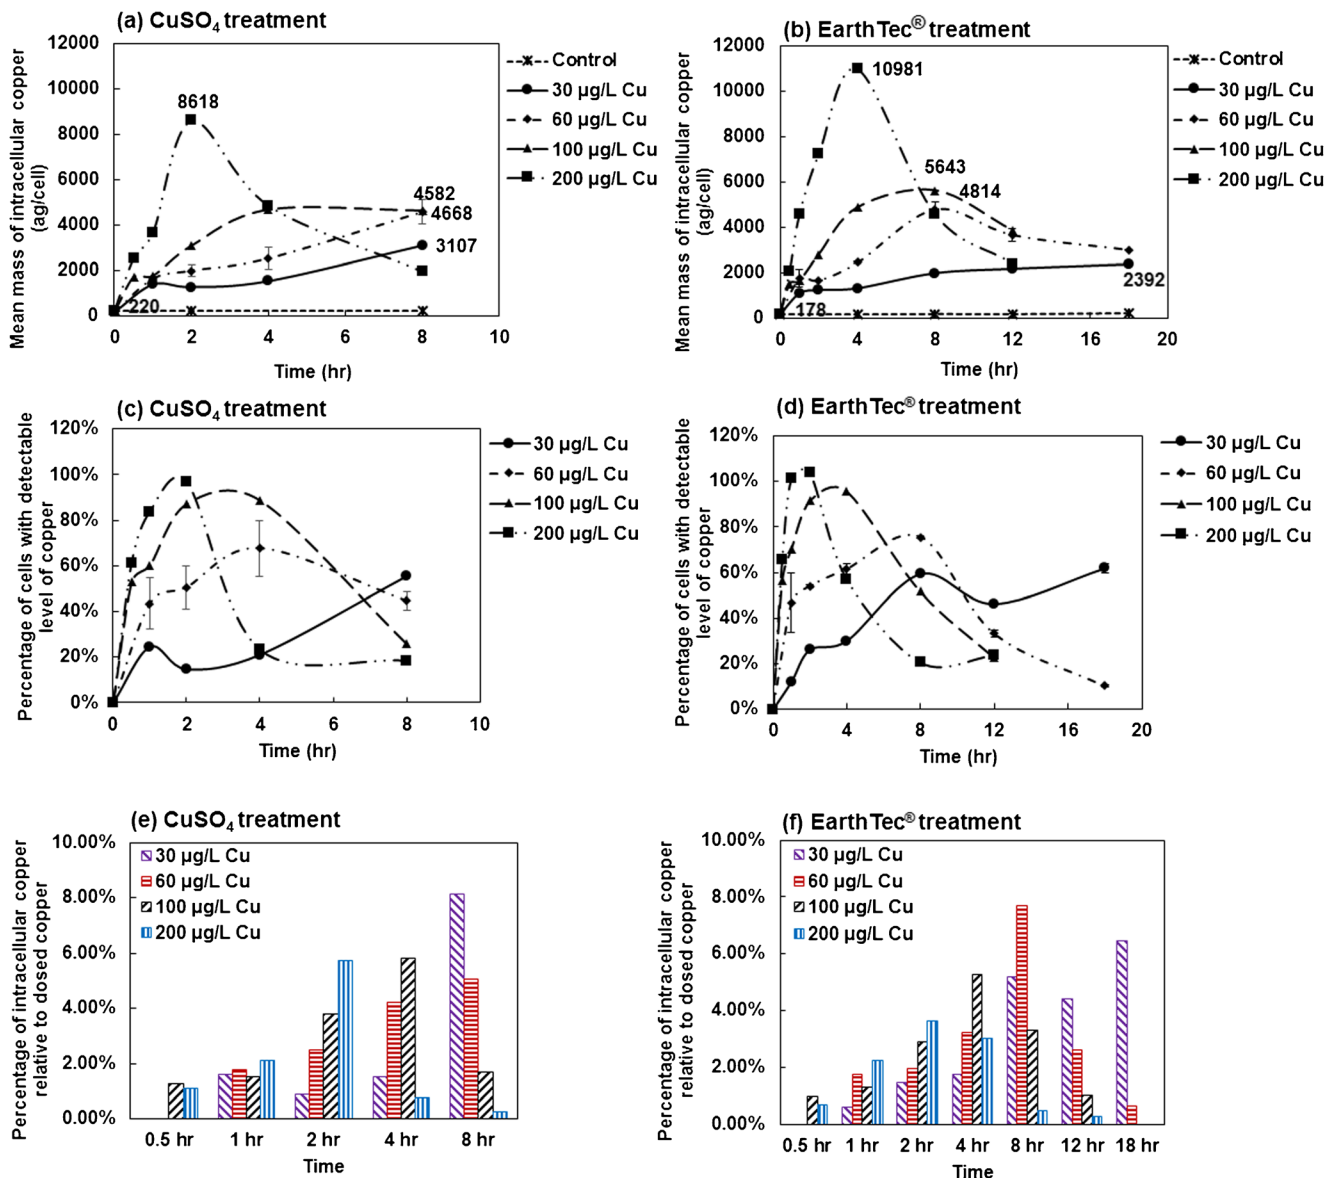 (a) CuSO4 treatment
Mean mass of intracellular copper
(ag/cell)
12000
10000
8000
6000
4000
2000
0
8618
4582
4668
3107
220
0 2 4 6 8 10
Time (hr)
Control
30 µg/L Cu
60 µg/L Cu
100 µg/L Cu
200 µg/L Cu
(b) EarthTec® treatment
Mean mass of intracellular copper
(ag/cell)
12000
10000
8000
6000
4000
2000
0
10981
5643
4814
2392
178
0 4 8 12 16 20
Time (hr)
Control
30 µg/L Cu
60 µg/L Cu
100 µg/L Cu
200 µg/L Cu
(c) CuSO4 treatment
Percentage of cells with detectable
level of copper
120%
100%
80%
60%
40%
20%
0%
0 2 4 6 8 10
Time (hr)
30 µg/L Cu
60 µg/L Cu
100 µg/L Cu
200 µg/L Cu
(d) EarthTec® treatment
Percentage of cells with detectable
level of copper
120%
100%
80%
60%
40%
20%
0%
0 4 8 12 16 20
Time (hr)
30 µg/L Cu
60 µg/L Cu
100 µg/L Cu
200 µg/L Cu
(e) CuSO4 treatment
Percentage of intracellular copper
relative to dosed copper
10.00%
8.00%
6.00%
4.00%
2.00%
0.00%
30 µg/L Cu
60 µg/L Cu
100 µg/L Cu
200 µg/L Cu
0.5 hr 1 hr 2 hr 4 hr 8 hr
Time
(f) EarthTec® treatment
Percentage of intracellular copper
relative to dosed copper
10.00%
8.00%
6.00%
4.00%
2.00%
0.00%
30 µg/L Cu
60 µg/L Cu
100 µg/L Cu
200 µg/L Cu
0.5 hr 1 hr 2 hr 4 hr 8 hr 12 hr 18 hr
Time